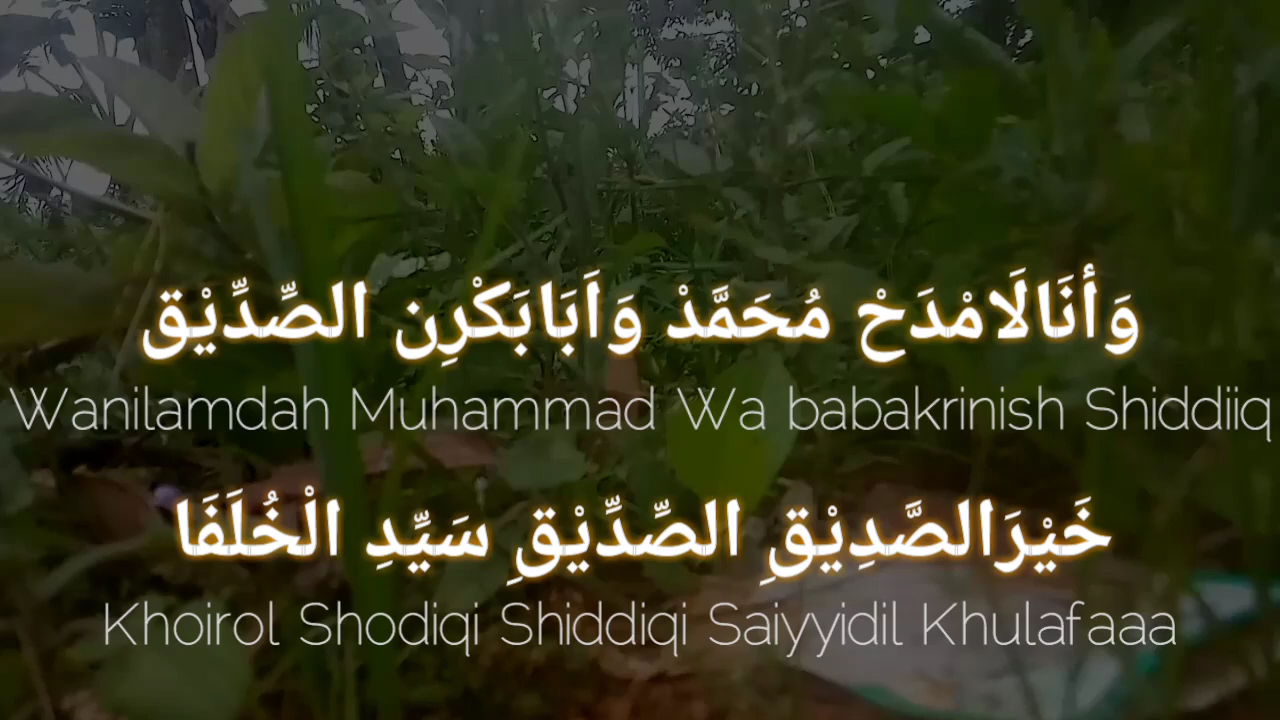 وَأنَالَامْدَحْ مُحَمَّدْ وَاَبَابَكْرِن الصِّدِّيْق
Wanilamdah Muhammad Wa babakrinish Shiddiiq
خَيْرَالصَّدِيْقِ الصِّدِّيْقِ سَيِّدِ الْخُلَفَا
Khoirol Shodiqi Shiddiqi Saiyyidil Khulafaaa